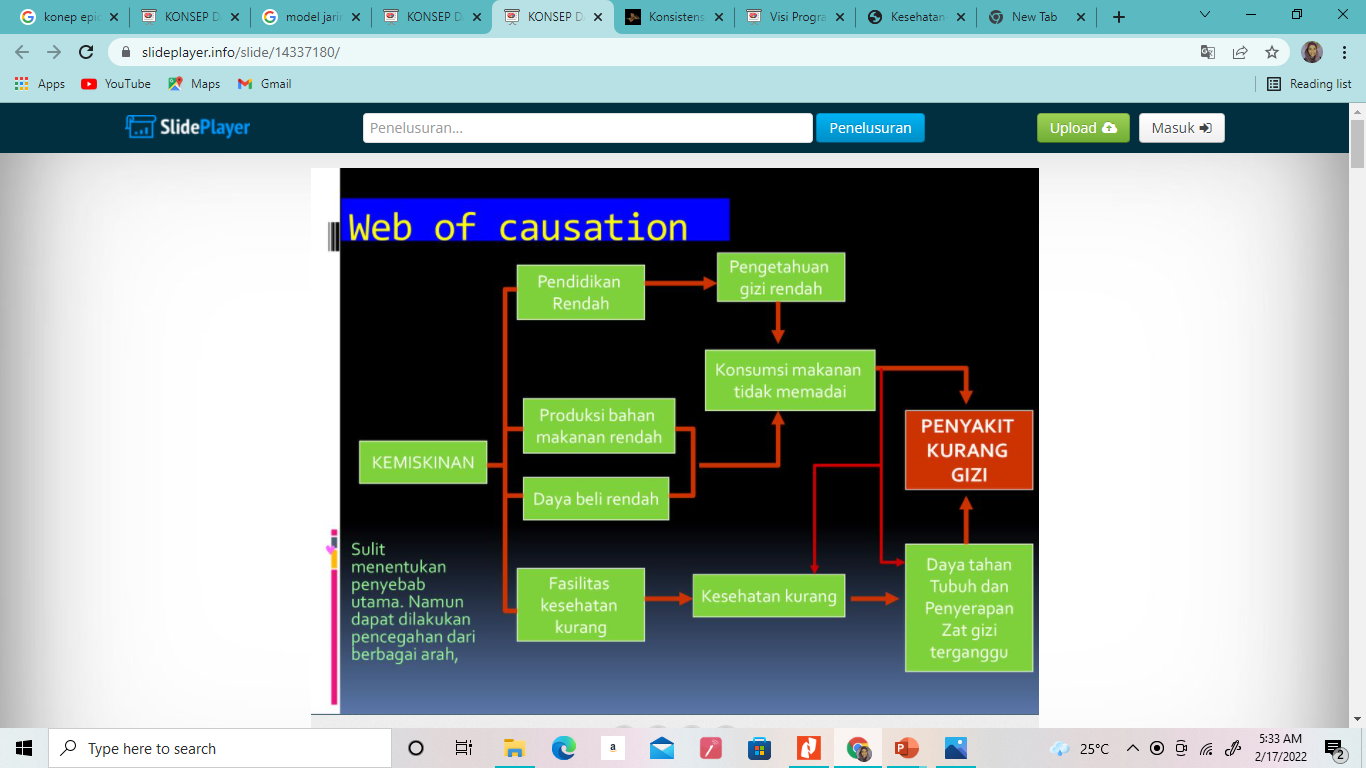 konep epid
KONSEP D
model jarin
KONSEP D
KONSEP D
Konsistens
Visi Progra
Kesehatan
New Tab
slideplayer.info/slide/14337180/
Apps
YouTube
Maps
Gmail
Reading list
SlidePlayer
Penelusuran...
Penelusuran
Upload
Masuk
Web of causation
Pendidikan
Rendah
Pengetahuan
gizi rendah
Konsumsi makanan
tidak memadai
Produksi bahan
makanan rendah
PENYAKIT
KURANG
GIZI
KEMISKINAN
Daya beli rendah
Sulit
menentukan
penyebab
utama. Namun
dapat dilakukan
pencegahan dari
berbagai arah,
Fasilitas
kesehatan
kurang
Kesehatan kurang
Daya tahan
Tubuh dan
Penyerapan
Zat gizi
terganggu
Type here to search
a
25°C
5:33 AM
2/17/2022
2